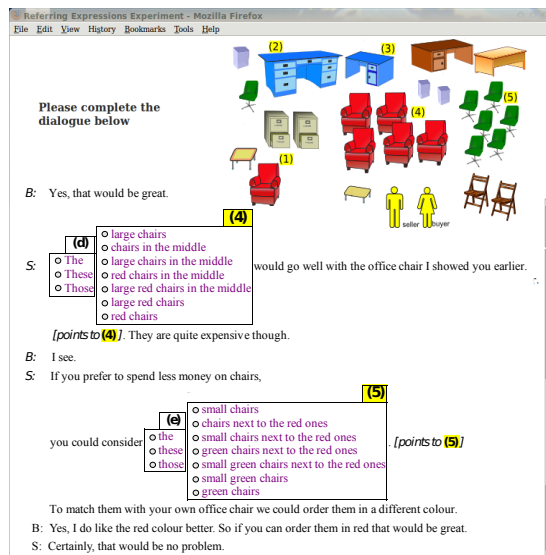 Referring Expressions Experiment - Mozilla Firefox
File Edit View History Bookmarks Tools Help
(2)
(3)
Please complete the
dialogue below
(5)
(4)
(1)
seller buyer
B: Yes, that would be great.
(4)
(d)
large chairs
chairs in the middle
The
large chairs in the middle
S:
These
red chairs in the middle
would go well with the office chair I showed you earlier.
Those
large red chairs in the middle
large red chairs
red chairs
[points to (4)]. They are quite expensive though.
B: I see.
S: If you prefer to spend less money on chairs,
(5)
(e)
small chairs
chairs next to the red ones
the
small chairs next to the red ones
you could consider
these
green chairs next to the red ones
. [points to (5)]
those
small green chairs next to the red ones
small green chairs
green chairs
To match them with your own office chair we could order them in a different colour.
B: Yes, I do like the red colour better. So if you can order them in red that would be great.
S: Certainly, that would be no problem.